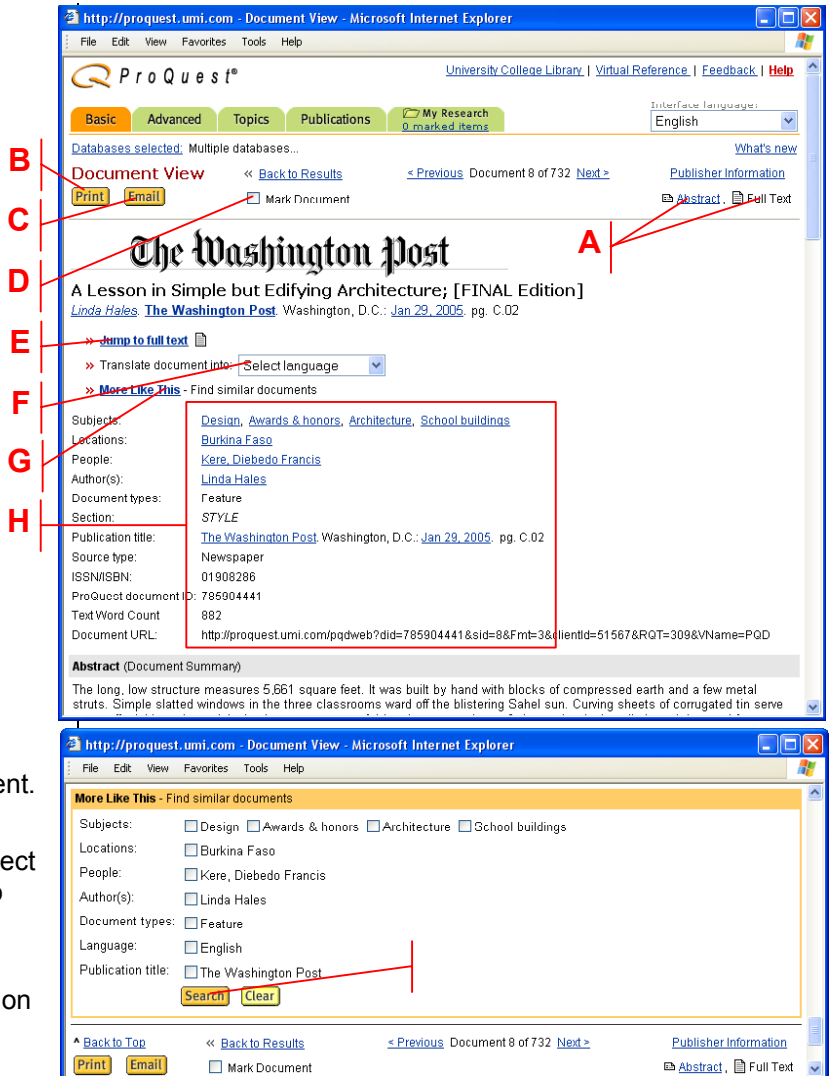 http://proquest.umi.com - Document View - Microsoft Internet Explorer
File Edit View Favorites Tools Help
ProQuest®
University College Library | Virtual Reference | Feedback | Help
Basic Advanced Topics Publications My Research
0 marked items
Interface language:
English
Databases selected: Multiple databases...
What's new
B
Document View « Back to Results < Previous Document 8 of 732 Next > Publisher Information
Print Email Mark Document Abstract , Full Text
C
A
The Washington Post
D
A Lesson in Simple but Edifying Architecture; [FINAL Edition]
Linda Hales. The Washington Post. Washington, D.C.: Jan 29, 2005. pg. C.02
E
» Jump to full text
» Translate document into: Select language
F
» More Like This - Find similar documents
Subjects: Design, Awards & honors, Architecture, School buildings
Locations: Burkina Faso
G
People: Kere, Diebedo Francis
Author(s): Linda Hales
Document types: Feature
H
Section: STYLE
Publication title: The Washington Post. Washington, D.C.: Jan 29, 2005. pg. C.02
Source type: Newspaper
ISSN/ISBN: 01908286
ProQuest document ID: 785904441
Text Word Count 882
Document URL: http://proquest.umi.com/pqdweb?did=785904441&sid=8&Fmt=3&clientId=51567&RQT=309&VName=PQD
Abstract (Document Summary)
The long, low structure measures 5,661 square feet. It was built by hand with blocks of compressed earth and a few metal
struts. Simple slatted windows in the three classrooms ward off the blistering Sahel sun. Curving sheets of corrugated tin serve
http://proquest.umi.com - Document View - Microsoft Internet Explorer
File Edit View Favorites Tools Help
ent.
More Like This - Find similar documents
Subjects: Design Awards & honors Architecture School buildings
Locations: Burkina Faso
ect
People: Kere, Diebedo Francis
Author(s): Linda Hales
Document types: Feature
Language: English
Publication title: The Washington Post
Search Clear
on
^ Back to Top « Back to Results < Previous Document 8 of 732 Next > Publisher Information
Print Email Mark Document Abstract , Full Text